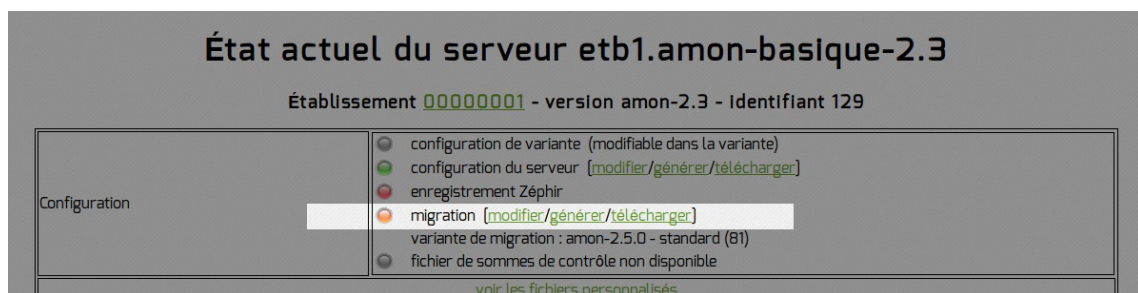 État actuel du serveur etb1.amon-basique-2.3
Établissement 00000001 - version amon-2.3 - identifiant 129
configuration de variante (modifiable dans la variante)
configuration du serveur [modifier/générer/télécharger]
enregistrement Zéphir
Configuration
migration [modifier/générer/télécharger]
variante de migration : amon-2.5.0 - standard (81)
fichier de sommes de contrôle non disponible
voir les fichiers personnalisés